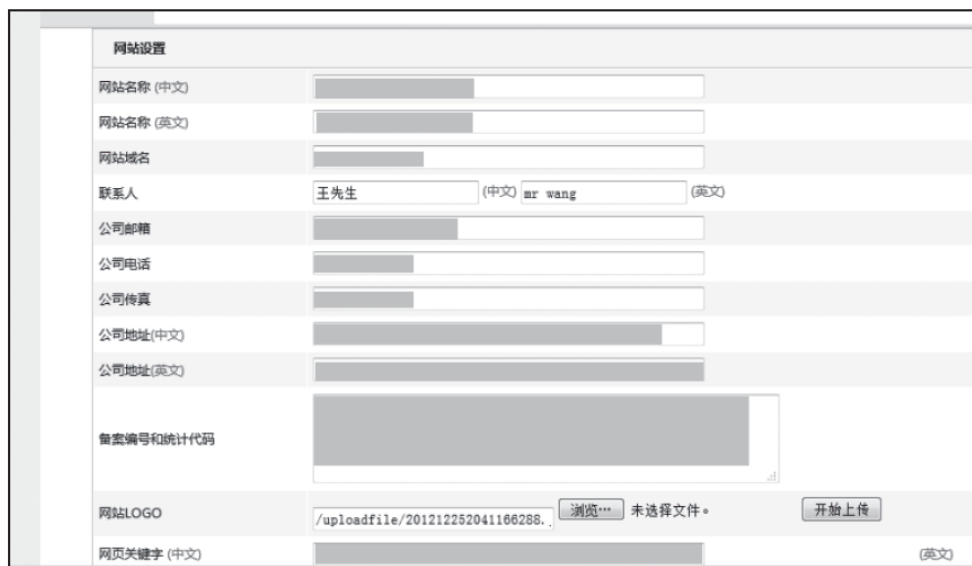 网站设置
网站名称 (中文)
网站名称 (英文)
网站域名
联系人 王先生 (中文) mr wang (英文)
公司邮箱
公司电话
公司传真
公司地址(中文)
公司地址(英文)
备案编号和统计代码
网站LOGO /uploadfile/201212252041166288. 浏览… 未选择文件。 开始上传
网页关键字 (中文) (英文)